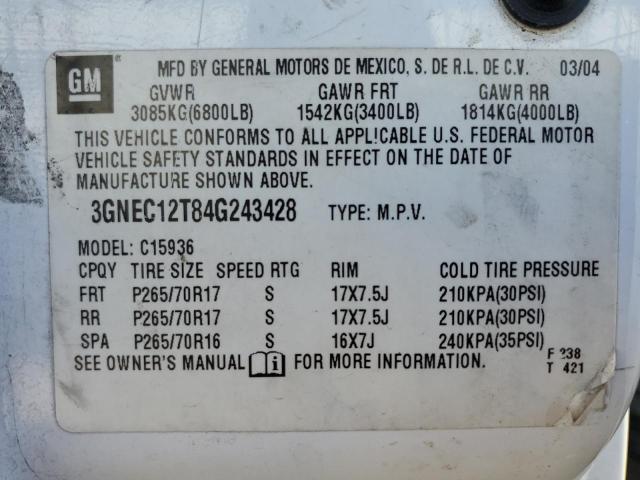 GM
MFD BY GENERAL MOTORS DE MEXICO, S. DE R.L. DE C.V. 03/04
GVWR GAWR FRT GAWR RR
3085KG(6800LB) 1542KG(3400LB) 1814KG(4000LB)
THIS VEHICLE CONFORMS TO ALL APPLICABLE U.S. FEDERAL MOTOR
VEHICLE SAFETY STANDARDS IN EFFECT ON THE DATE OF
MANUFACTURE SHOWN ABOVE.
3GNEC12T84G243428 TYPE: M.P.V.
MODEL: C15936
CPQY TIRE SIZE SPEED RTG RIM COLD TIRE PRESSURE
FRT P265/70R17 S 17X7.5J 210KPA(30PSI)
RR P265/70R17 S 17X7.5J 210KPA(30PSI)
SPA P265/70R16 S 16X7J 240KPA(35PSI)
SEE OWNER'S MANUAL FOR MORE INFORMATION.
F 238
T 421